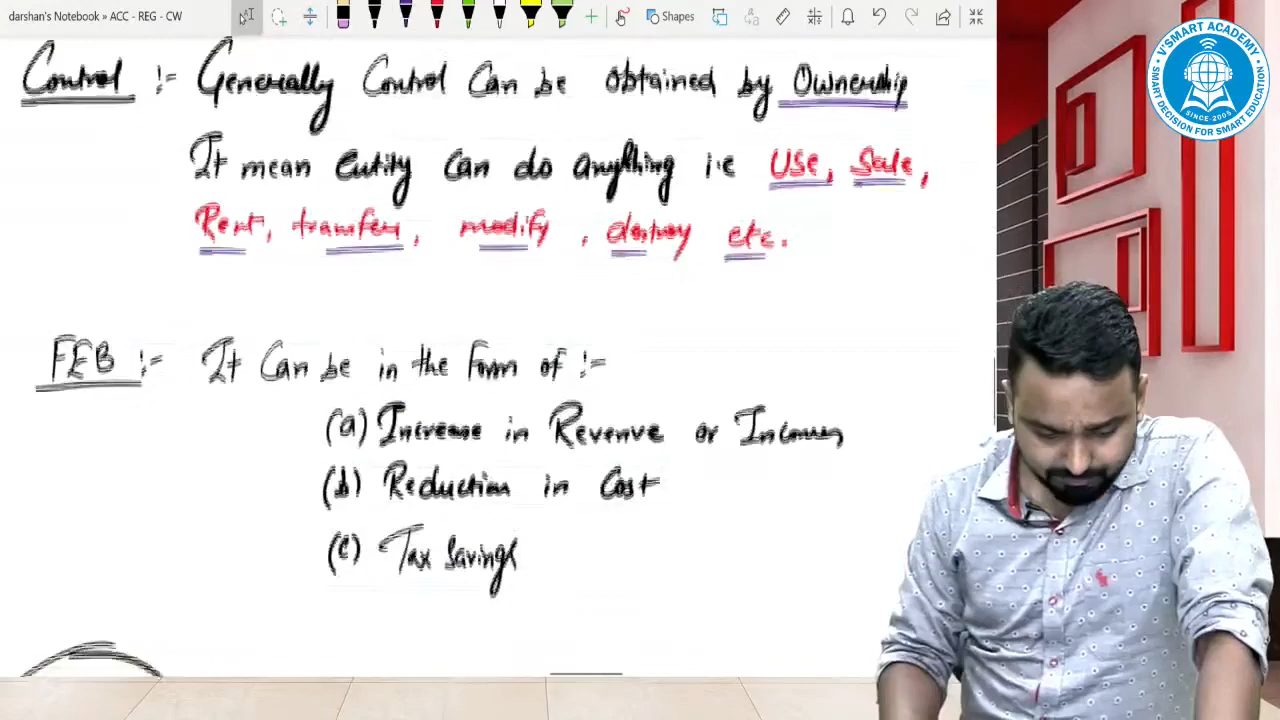 darshan's Notebook » ACC - REG - CW
Shapes
V'SMART ACADEMY
SMART DECISION FOR SMART EDUCATION
SINCE-2005
Control :- Generally Control Can be obtained by Ownership
It mean entity can do anything i.e Use, Sale,
Rent, transfer, modify, destroy etc.
FEB :- It Can be in the Form of :-
(a) Increase in Revenue or Incomes
(b) Reduction in Cost
(c) Tax Savings